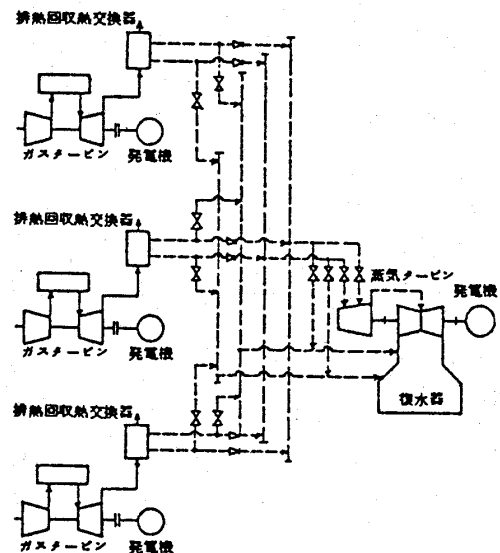 排熱回収熱交換器
ガスタービン
発電機
排熱回収熱交換器
蒸気タービン
発電機
ガスタービン
発電機
復水器
排熱回収熱交換器
ガスタービン
発電機